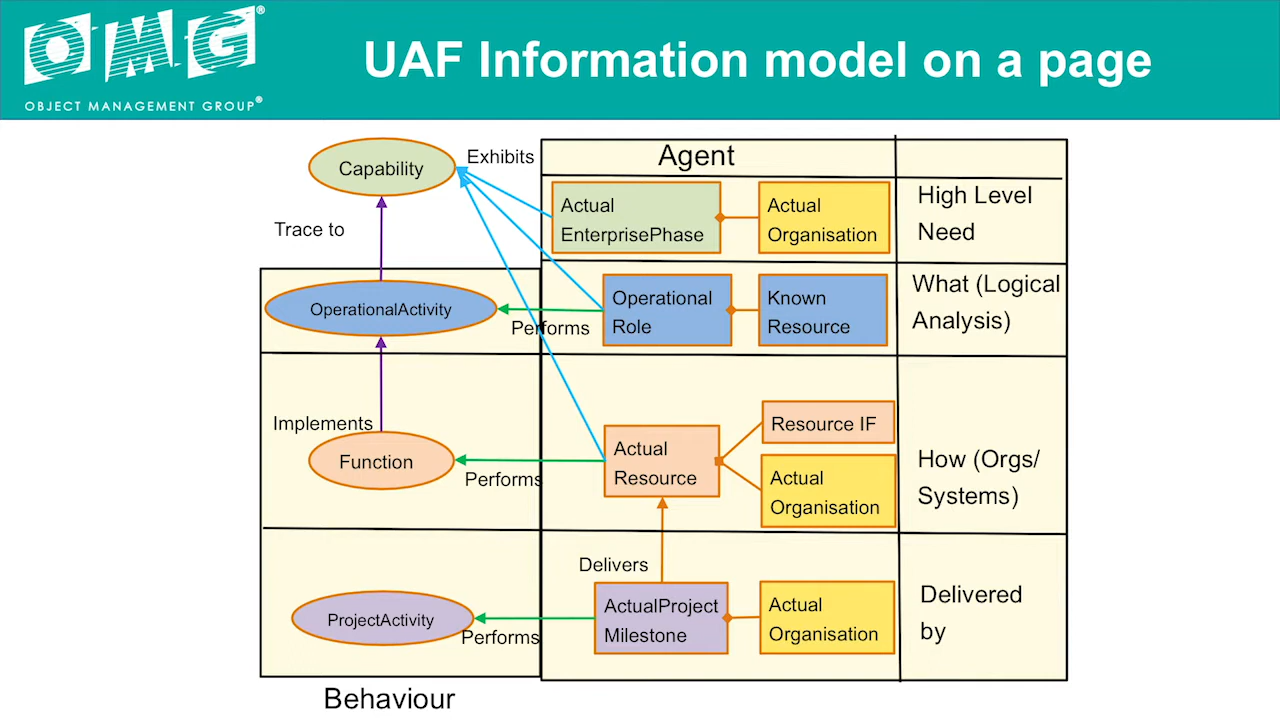 OMG®
OBJECT MANAGEMENT GROUP®
UAF Information model on a page
Capability
Exhibits
Agent
Actual
EnterprisePhase
Actual
Organisation
High Level
Need
Trace to
OperationalActivity
Performs
Operational
Role
Known
Resource
What (Logical
Analysis)
Implements
Function
Performs
Actual
Resource
Resource IF
Actual
Organisation
How (Orgs/
Systems)
Delivers
ProjectActivity
Performs
ActualProject
Milestone
Actual
Organisation
Delivered
by
Behaviour